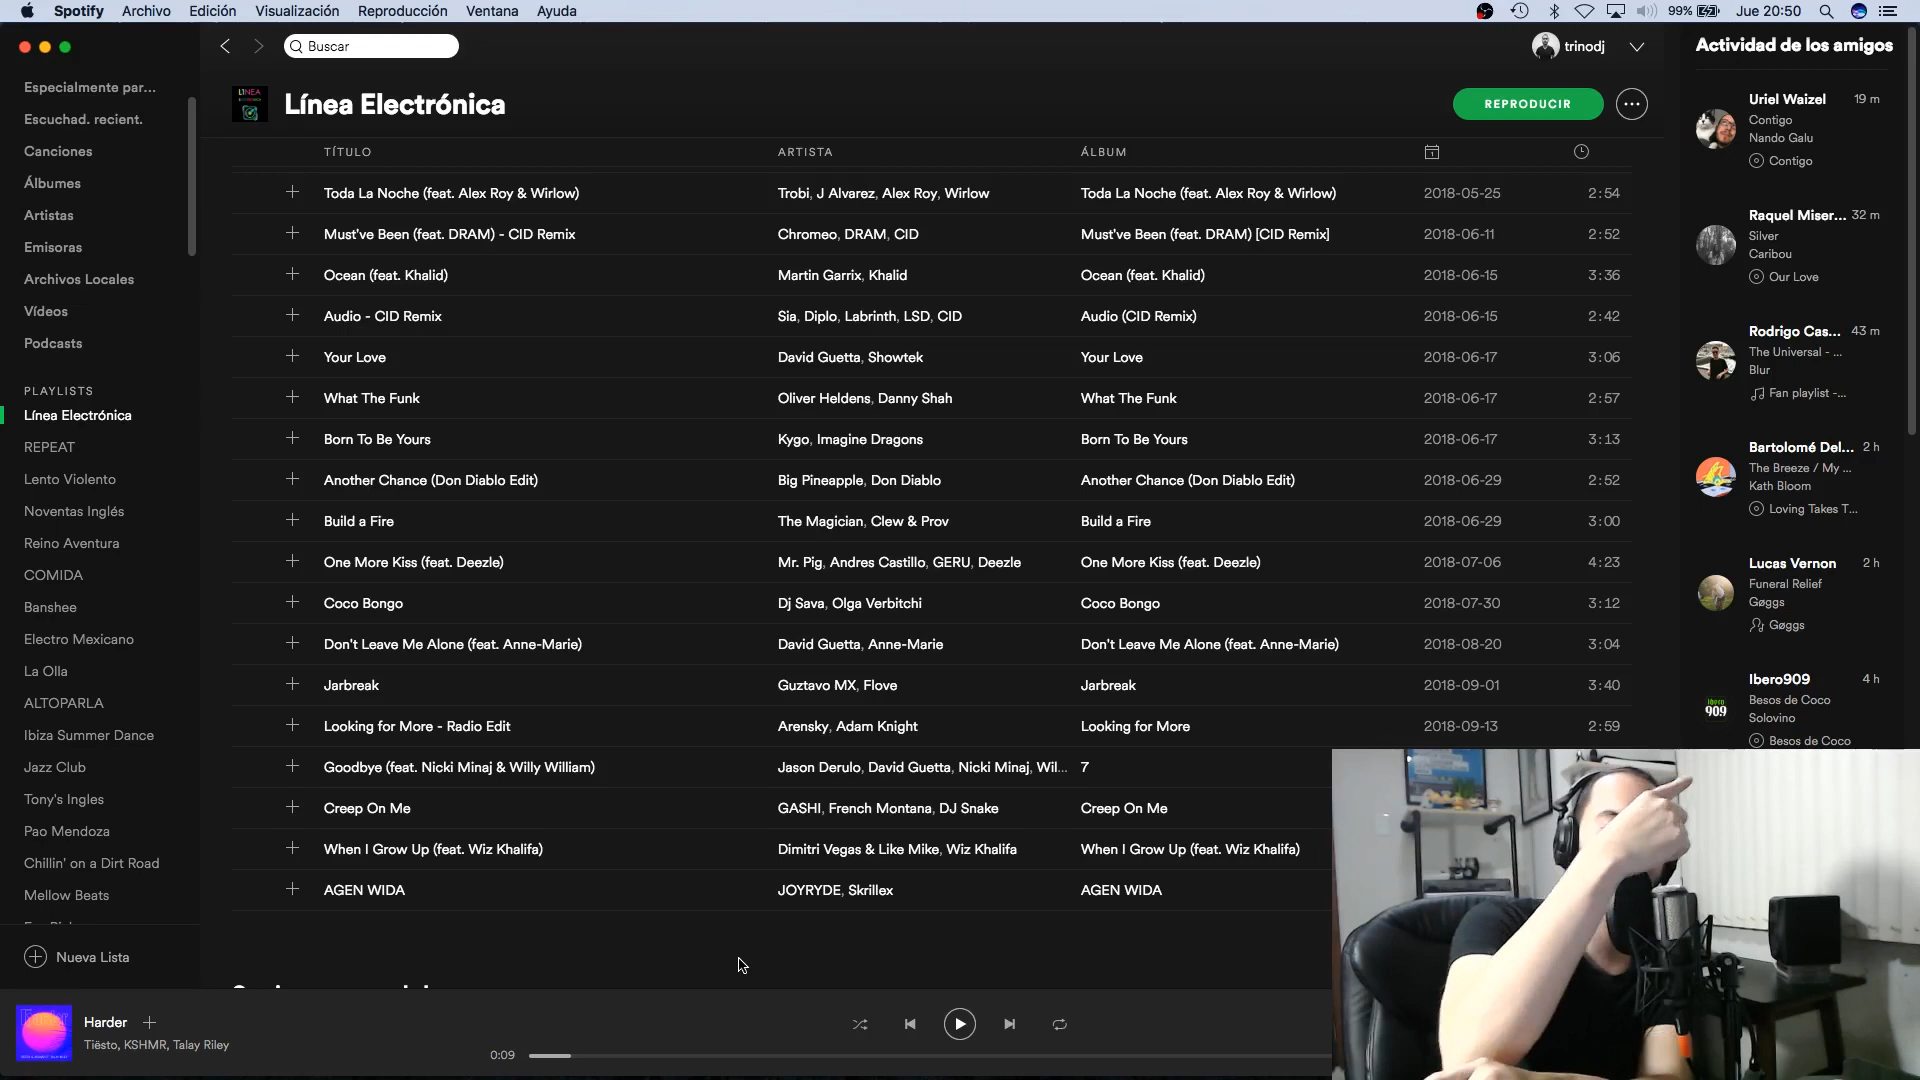 Spotify Archivo Edición Visualización Reproducción Ventana Ayuda 99% Jue 20:50
Buscar
trinodj
Especialmente par...
Escuchad. recient.
Canciones
Álbumes
Artistas
Emisoras
Archivos Locales
Vídeos
Podcasts
PLAYLISTS
Línea Electrónica
REPEAT
Lento Violento
Noventas Inglés
Reino Aventura
COMIDA
Banshee
Electro Mexicano
La Olla
ALTOPARLA
Ibiza Summer Dance
Jazz Club
Tony's Ingles
Pao Mendoza
Chillin' on a Dirt Road
Mellow Beats
Nueva Lista
LINEA
Línea Electrónica
REPRODUCIR
TÍTULO ARTISTA ÁLBUM
Toda La Noche (feat. Alex Roy & Wirlow) Trobi, J Alvarez, Alex Roy, Wirlow Toda La Noche (feat. Alex Roy & Wirlow) 2018-05-25 2:54
Must've Been (feat. DRAM) - CID Remix Chromeo, DRAM, CID Must've Been (feat. DRAM) [CID Remix] 2018-06-11 2:52
Ocean (feat. Khalid) Martin Garrix, Khalid Ocean (feat. Khalid) 2018-06-15 3:36
Audio - CID Remix Sia, Diplo, Labrinth, LSD, CID Audio (CID Remix) 2018-06-15 2:42
Your Love David Guetta, Showtek Your Love 2018-06-17 3:06
What The Funk Oliver Heldens, Danny Shah What The Funk 2018-06-17 2:57
Born To Be Yours Kygo, Imagine Dragons Born To Be Yours 2018-06-17 3:13
Another Chance (Don Diablo Edit) Big Pineapple, Don Diablo Another Chance (Don Diablo Edit) 2018-06-29 2:52
Build a Fire The Magician, Clew & Prov Build a Fire 2018-06-29 3:00
One More Kiss (feat. Deezle) Mr. Pig, Andres Castillo, GERU, Deezle One More Kiss (feat. Deezle) 2018-07-06 4:23
Coco Bongo Dj Sava, Olga Verbitchi Coco Bongo 2018-07-30 3:12
Don't Leave Me Alone (feat. Anne-Marie) David Guetta, Anne-Marie Don't Leave Me Alone (feat. Anne-Marie) 2018-08-20 3:04
Jarbreak Guztavo MX, Flove Jarbreak 2018-09-01 3:40
Looking for More - Radio Edit Arensky, Adam Knight Looking for More 2018-09-13 2:59
Goodbye (feat. Nicki Minaj & Willy William) Jason Derulo, David Guetta, Nicki Minaj, Wil... 7
Creep On Me GASHI, French Montana, DJ Snake Creep On Me
When I Grow Up (feat. Wiz Khalifa) Dimitri Vegas & Like Mike, Wiz Khalifa When I Grow Up (feat. Wiz Khalifa)
AGEN WIDA JOYRYDE, Skrillex AGEN WIDA
Actividad de los amigos
Uriel Waizel 19 m
Contigo
Nando Galu
Contigo
Raquel Miser... 32 m
Silver
Caribou
Our Love
Rodrigo Cas... 43 m
The Universal - ...
Blur
Fan playlist -...
Bartolomé Del... 2 h
The Breeze / My ...
Kath Bloom
Loving Takes T...
Lucas Vernon 2 h
Funeral Relief
Gøggs
Gøggs
Ibero909 4 h
Besos de Coco
Solovino
Besos de Coco
ibero
909
Harder
Tiësto, KSHMR, Talay Riley
0:09